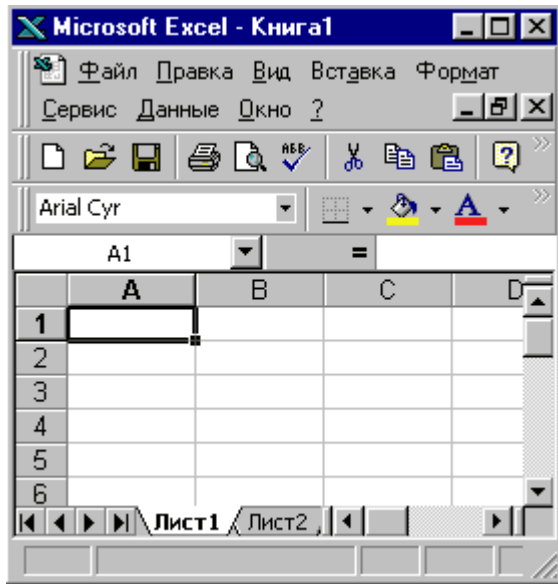 Microsoft Excel - Книга1
Файл Правка Вид Вставка Формат
Сервис Данные Окно ?
АБВ
?
Arial Cyr
A
A1 =
A B C D
1
2
3
4
5
6
Лист1 Лист2